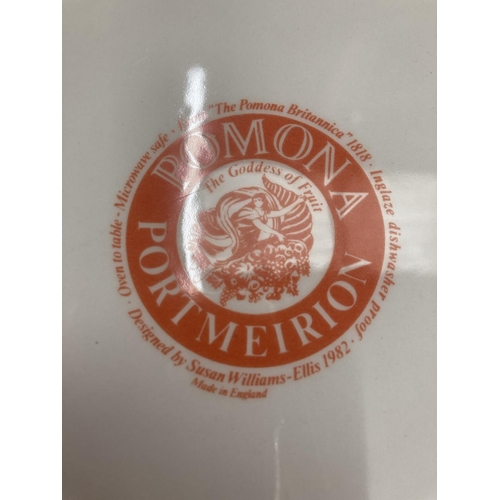 POMONA
The Goddess of Fruit
PORTMEIRION
"The Pomona Britannica" 1818 · Inglaze dishwasher proof ·
Designed by Susan Williams-Ellis 1982 ·
Oven to table - Microwave safe ·
Made in England